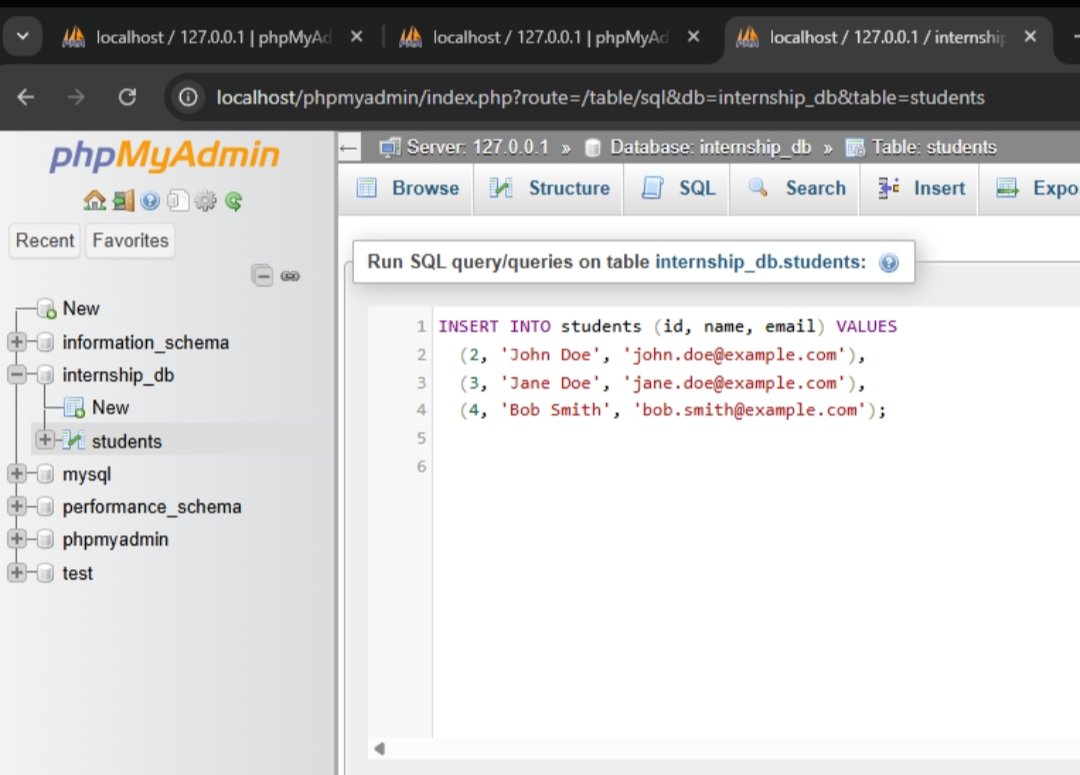 localhost / 127.0.0.1 | phpMyAd
localhost / 127.0.0.1 | phpMyAd
localhost / 127.0.0.1 / internship
localhost/phpmyadmin/index.php?route=/table/sql&db=internship_db&table=students
phpMyAdmin
Recent Favorites
New
information_schema
internship_db
New
students
mysql
performance_schema
phpmyadmin
test
Server: 127.0.0.1 » Database: internship_db » Table: students
Browse Structure SQL Search Insert Expo
Run SQL query/queries on table internship_db.students:
1 INSERT INTO students (id, name, email) VALUES
2 (2, 'John Doe', 'john.doe@example.com'),
3 (3, 'Jane Doe', 'jane.doe@example.com'),
4 (4, 'Bob Smith', 'bob.smith@example.com');
5
6